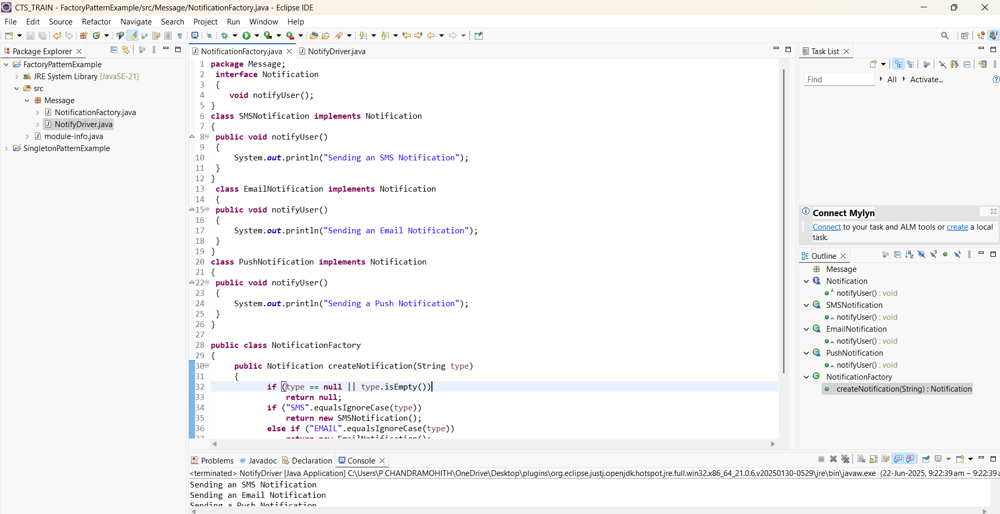 CTS_TRAIN - FactoryPatternExample/src/Message/NotificationFactory.java - Eclipse IDE
File Edit Source Refactor Navigate Search Project Run Window Help
Package Explorer
FactoryPatternExample
JRE System Library [JavaSE-21]
src
Message
NotificationFactory.java
NotifyDriver.java
module-info.java
SingletonPatternExample
NotificationFactory.java NotifyDriver.java
1 package Message;
2 interface Notification
3 {
4 void notifyUser();
5 }
6 class SMSNotification implements Notification
7 {
8 public void notifyUser()
9 {
10 System.out.println("Sending an SMS Notification");
11 }
12 }
13 class EmailNotification implements Notification
14 {
15 public void notifyUser()
16 {
17 System.out.println("Sending an Email Notification");
18 }
19 }
20 class PushNotification implements Notification
21 {
22 public void notifyUser()
23 {
24 System.out.println("Sending a Push Notification");
25 }
26 }
27
28 public class NotificationFactory
29 {
30 public Notification createNotification(String type)
31 {
32 if (type == null || type.isEmpty())
33 return null;
34 if ("SMS".equalsIgnoreCase(type))
35 return new SMSNotification();
36 else if ("EMAIL".equalsIgnoreCase(type))
37 return new EmailNotification();
Task List
Find All Activate...
Connect Mylyn
Connect to your task and ALM tools or create a local
task.
Outline
Message
Notification
notifyUser() : void
SMSNotification
notifyUser() : void
EmailNotification
notifyUser() : void
PushNotification
notifyUser() : void
NotificationFactory
createNotification(String) : Notification
Problems Javadoc Declaration Console
<terminated> NotifyDriver [Java Application] C:\Users\P CHANDRAMOHITH\OneDrive\Desktop\plugins\org.eclipse.justj.openjdk.hotspot.jre.full.win32.x86_64_21.0.6.v20250130-0529\jre\bin\javaw.exe (22-Jun-2025, 9:22:39 am – 9:22:39 a
Sending an SMS Notification
Sending an Email Notification
Sending a Push Notification